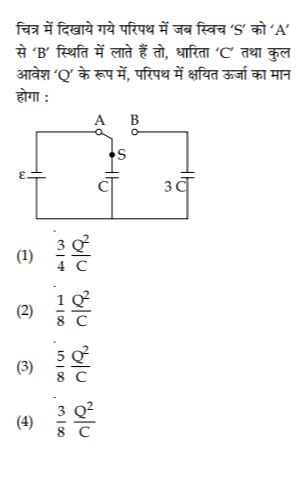 चित्र में दिखाये गये परिपथ में जब स्विच ‘S’ को ‘A’
से ‘B’ स्थिति में लाते हैं तो, धारिता ‘C’ तथा कुल
आवेश ‘Q’ के रूप में, परिपथ में क्षयित ऊर्जा का मान
होगा :
A B
S
ε
C 3 C
(1) 3/4 Q²/C
(2) 1/8 Q²/C
(3) 5/8 Q²/C
(4) 3/8 Q²/C